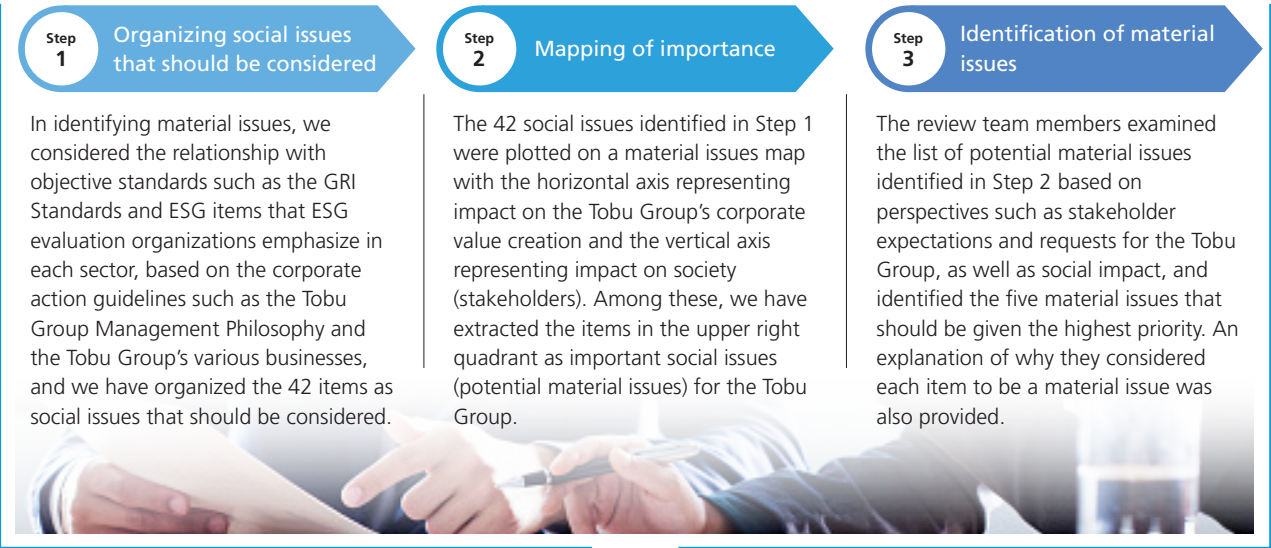 Step
1
Organizing social issues
that should be considered
In identifying material issues, we
considered the relationship with
objective standards such as the GRI
Standards and ESG items that ESG
evaluation organizations emphasize in
each sector, based on the corporate
action guidelines such as the Tobu
Group Management Philosophy and
the Tobu Group's various businesses,
and we have organized the 42 items as
social issues that should be considered.
Step
2
Mapping of importance
The 42 social issues identified in Step 1
were plotted on a material issues map
with the horizontal axis representing
impact on the Tobu Group's corporate
value creation and the vertical axis
representing impact on society
(stakeholders). Among these, we have
extracted the items in the upper right
quadrant as important social issues
(potential material issues) for the Tobu
Group.
Step
3
Identification of material
issues
The review team members examined
the list of potential material issues
identified in Step 2 based on
perspectives such as stakeholder
expectations and requests for the Tobu
Group, as well as social impact, and
identified the five material issues that
should be given the highest priority. An
explanation of why they considered
each item to be a material issue was
also provided.